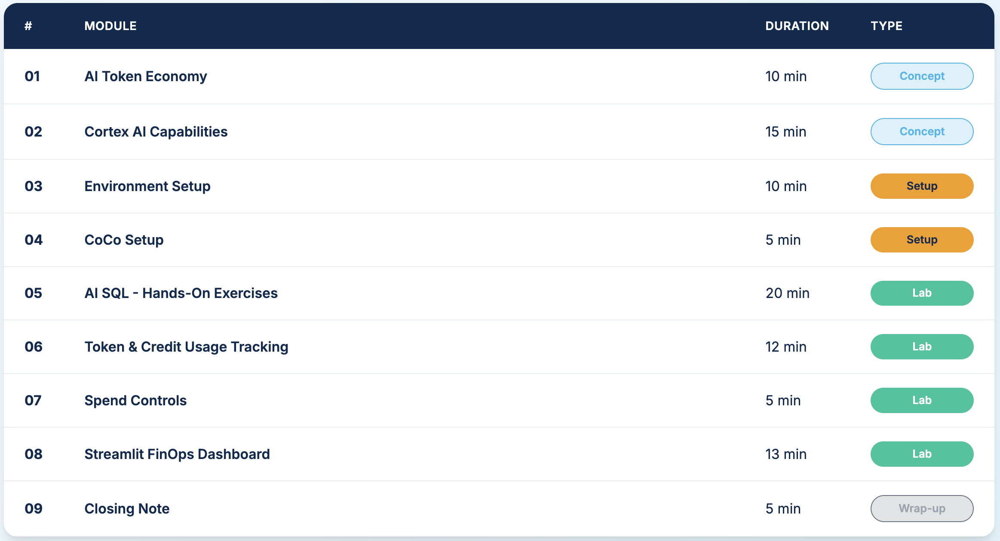 # MODULE DURATION TYPE
01 AI Token Economy 10 min Concept
02 Cortex AI Capabilities 15 min Concept
03 Environment Setup 10 min Setup
04 CoCo Setup 5 min Setup
05 AI SQL - Hands-On Exercises 20 min Lab
06 Token & Credit Usage Tracking 12 min Lab
07 Spend Controls 5 min Lab
08 Streamlit FinOps Dashboard 13 min Lab
09 Closing Note 5 min Wrap-up